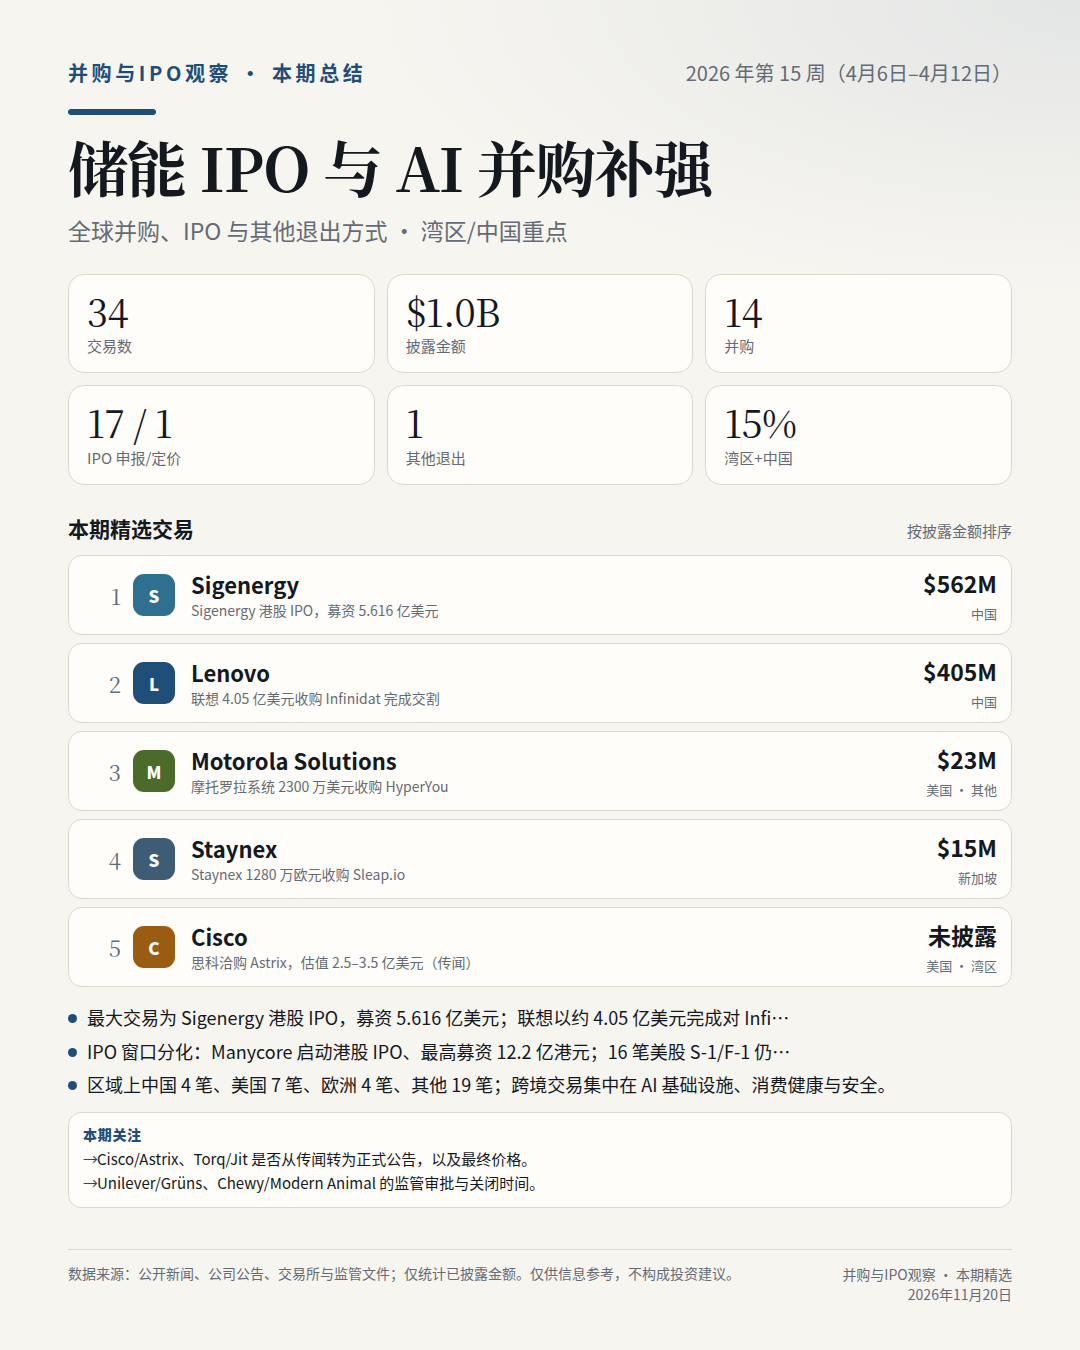 并购与IPO观察 · 本期总结
2026 年第 15 周（4月6日–4月12日）
储能 IPO 与 AI 并购补强
全球并购、IPO 与其他退出方式 · 湾区/中国重点
34
交易数
$1.0B
披露金额
14
并购
17 / 1
IPO 申报/定价
1
其他退出
15%
湾区+中国
本期精选交易
按披露金额排序
1
S
Sigenergy
Sigenergy 港股 IPO，募资 5.616 亿美元
$562M
中国
2
L
Lenovo
联想 4.05 亿美元收购 Infinidat 完成交割
$405M
中国
3
M
Motorola Solutions
摩托罗拉系统 2300 万美元收购 HyperYou
$23M
美国 · 其他
4
S
Staynex
Staynex 1280 万欧元收购 Sleap.io
$15M
新加坡
5
C
Cisco
思科洽购 Astrix，估值 2.5–3.5 亿美元（传闻）
未披露
美国 · 湾区
最大交易为 Sigenergy 港股 IPO，募资 5.616 亿美元；联想以约 4.05 亿美元完成对 Infi…
IPO 窗口分化：Manycore 启动港股 IPO、最高募资 12.2 亿港元；16 笔美股 S-1/F-1 仍…
区域上中国 4 笔、美国 7 笔、欧洲 4 笔、其他 19 笔；跨境交易集中在 AI 基础设施、消费健康与安全。
本期关注
→Cisco/Astrix、Torq/Jit 是否从传闻转为正式公告，以及最终价格。
→Unilever/Grüns、Chewy/Modern Animal 的监管审批与关闭时间。
数据来源：公开新闻、公司公告、交易所与监管文件；仅统计已披露金额。仅供信息参考，不构成投资建议。
并购与IPO观察 · 本期精选
2026年11月20日